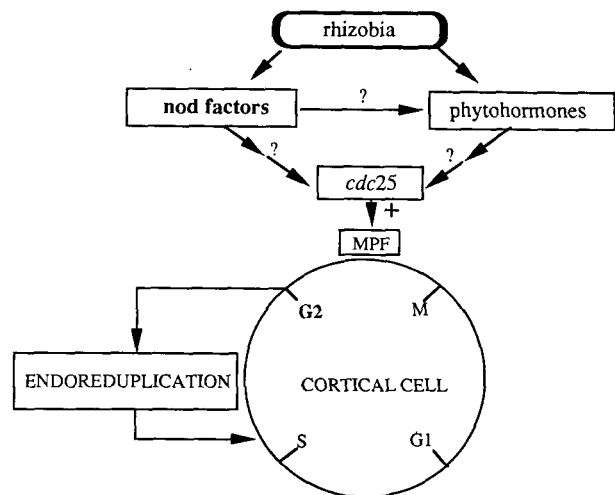 rhizobia
nod factors
?
phytohormones
?
?
cdc25
+
MPF
G2
M
ENDOREDUPLICATION
CORTICAL CELL
S
G1